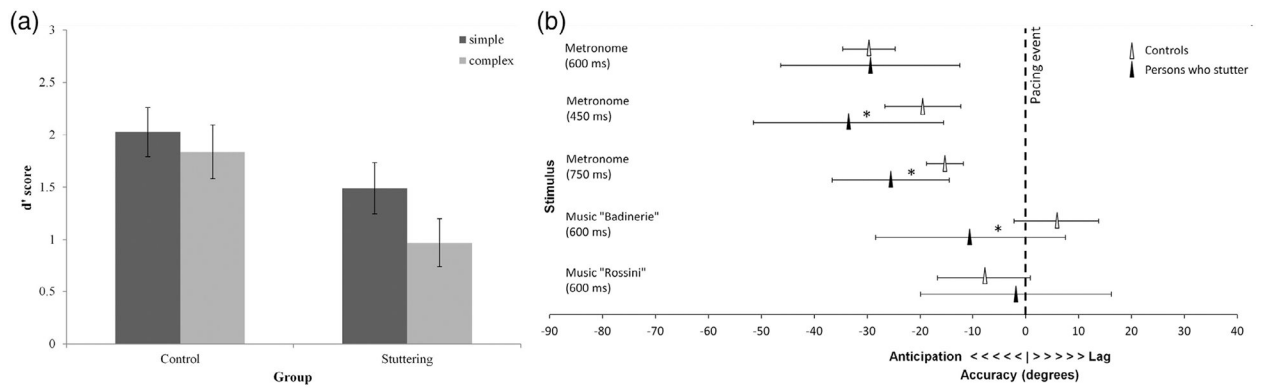 (a)
3
2.5
2
1.5
1
0.5
0
d' score
simple
complex
Control
Stuttering
Group
(b)
Metronome
(600 ms)
Metronome
(450 ms)
Metronome
(750 ms)
Music "Badinerie"
(600 ms)
Music "Rossini"
(600 ms)
Stimulus
*
*
*
Pacing event
Controls
Persons who stutter
-90 -80 -70 -60 -50 -40 -30 -20 -10 0 10 20 30 40
Anticipation < < < < < | > > > > > Lag
Accuracy (degrees)